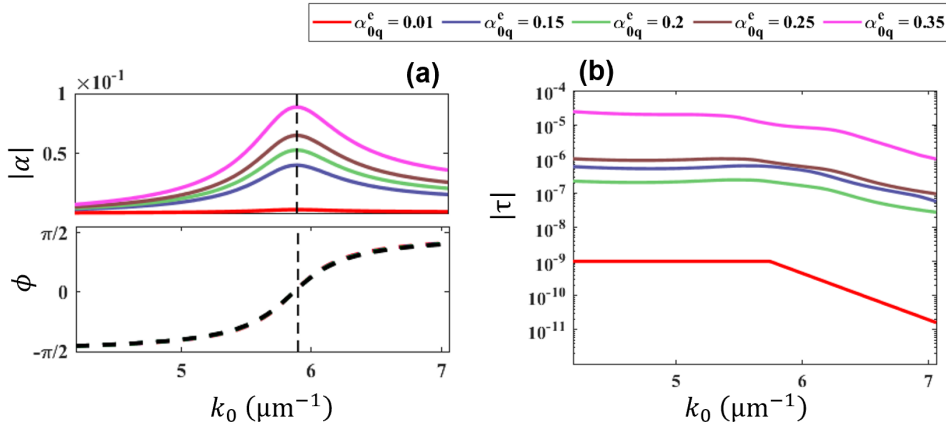 α^e_0q = 0.01 α^e_0q = 0.15 α^e_0q = 0.2 α^e_0q = 0.25 α^e_0q = 0.35
(a)
×10^-1
1
0.5
|α|
π/2
0
-π/2
ϕ
5 6 7
k_0 (μm^-1)
(b)
10^-4
10^-5
10^-6
10^-7
10^-8
10^-9
10^-10
10^-11
|τ|
5 6 7
k_0 (μm^-1)